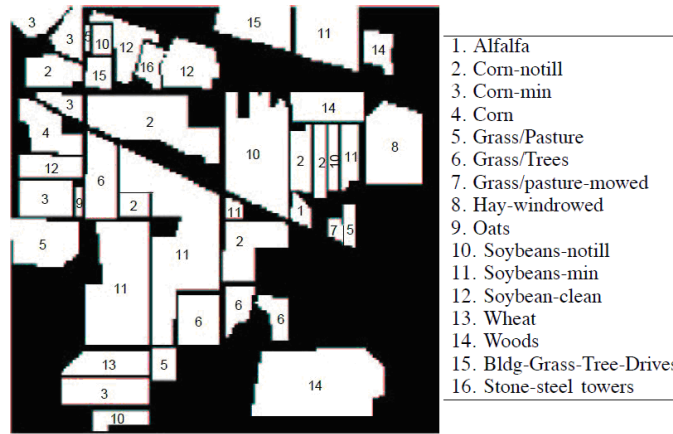 3
15
11
3
5
10
12
14
2
15
16
12
3
2
14
4
10
2
2
10
11
8
12
6
3
9
2
11
1
7
5
5
2
11
11
6
6
6
13
5
3
14
10
1. Alfalfa
2. Corn-notill
3. Corn-min
4. Corn
5. Grass/Pasture
6. Grass/Trees
7. Grass/pasture-mowed
8. Hay-windrowed
9. Oats
10. Soybeans-notill
11. Soybeans-min
12. Soybean-clean
13. Wheat
14. Woods
15. Bldg-Grass-Tree-Drives
16. Stone-steel towers